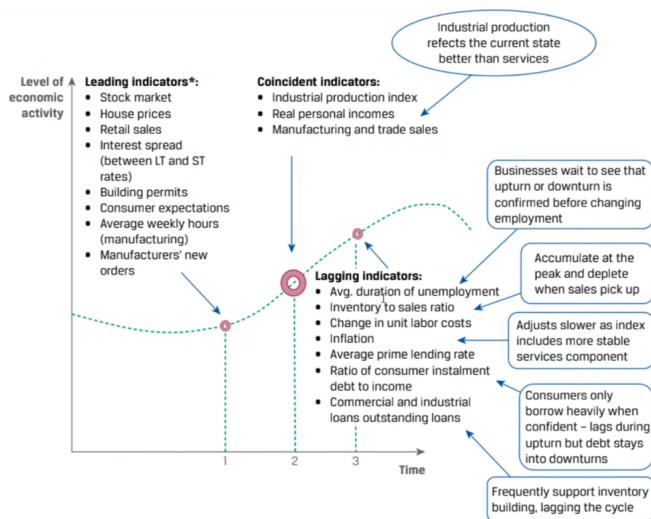 Industrial production
refects the current state
better than services
Level of
economic
activity
Leading indicators*:
• Stock market
• House prices
• Retail sales
• Interest spread
(between LT and ST
rates)
• Building permits
• Consumer expectations
• Average weekly hours
(manufacturing)
• Manufacturers' new
orders
Coincident indicators:
• Industrial production index
• Real personal incomes
• Manufacturing and trade sales
Businesses wait to see that
upturn or downturn is
confirmed before changing
employment
Lagging indicators:
• Avg. duration of unemployment
• Inventory to sales ratio
• Change in unit labor costs
• Inflation
• Average prime lending rate
• Ratio of consumer instalment
debt to income
• Commercial and industrial
loans outstanding loans
Accumulate at the
peak and deplete
when sales pick up
Adjusts slower as index
includes more stable
services component
Consumers only
borrow heavily when
confident – lags during
upturn but debt stays
into downturns
Frequently support inventory
building, lagging the cycle
1
2
3
Time